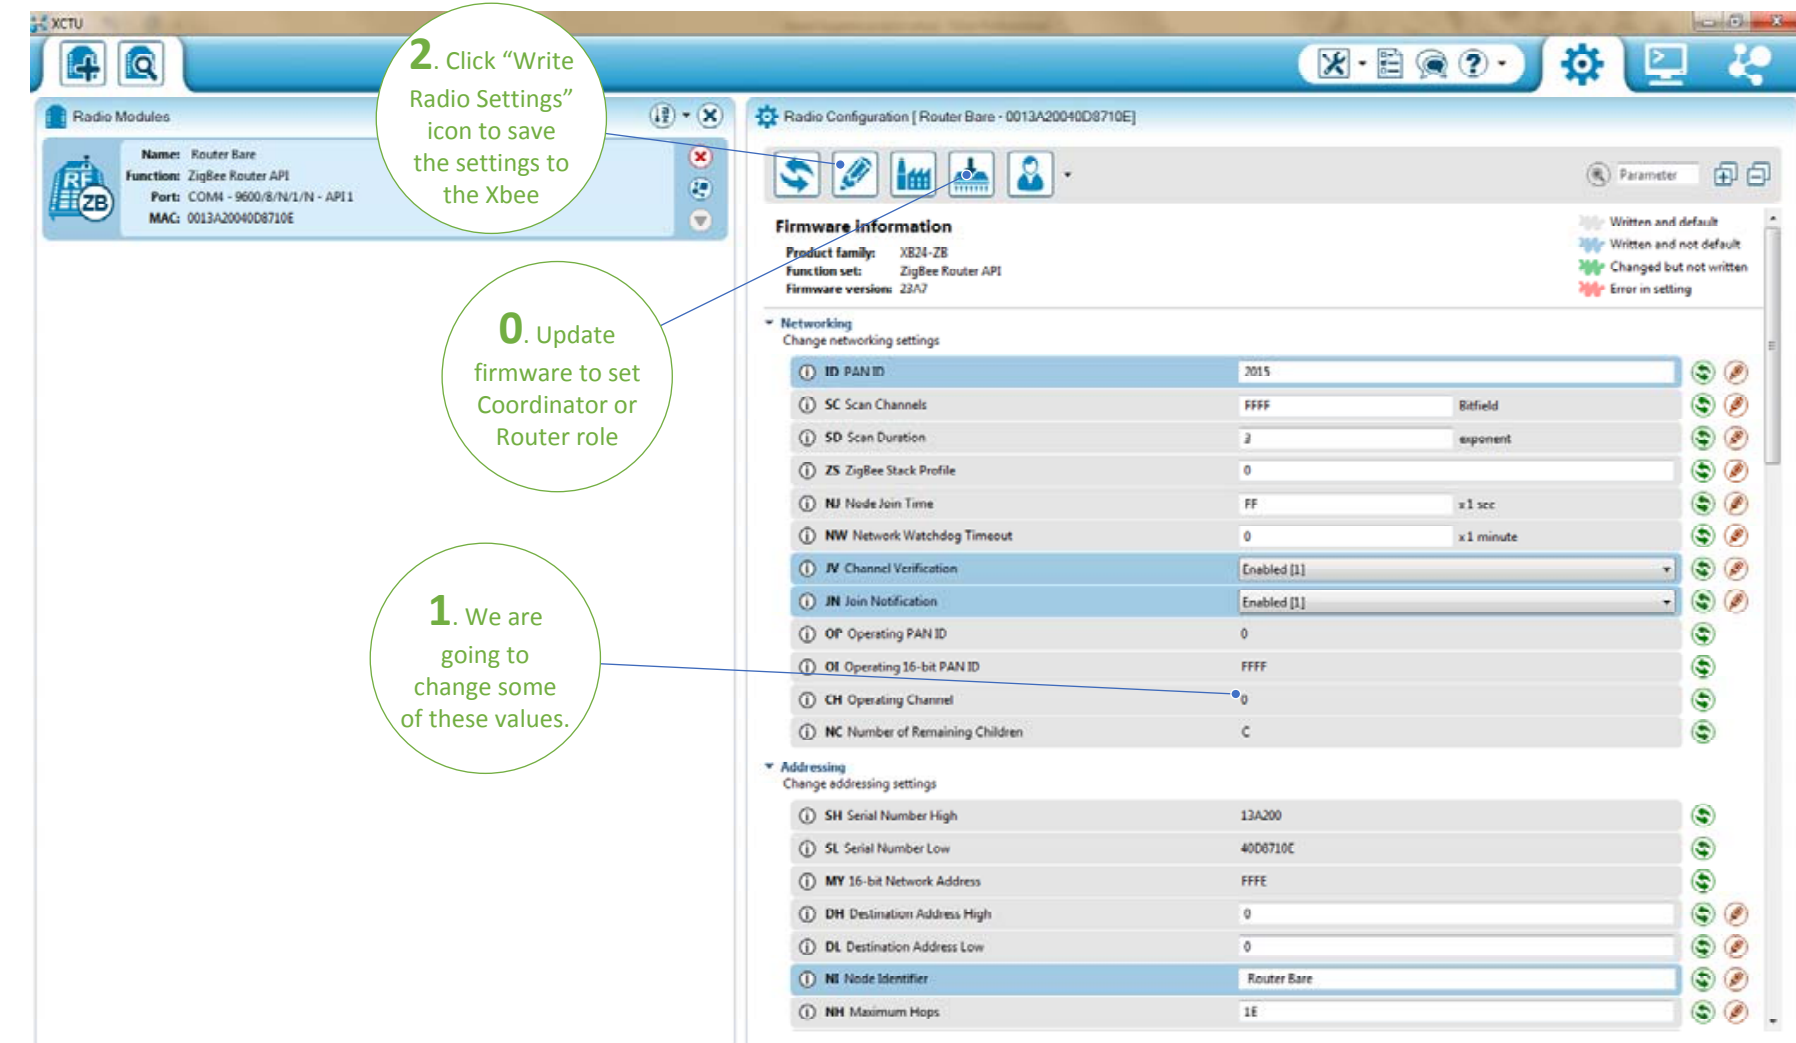 XCTU
2. Click “Write
Radio Settings”
icon to save
the settings to
the Xbee
Radio Modules
Name: Router Bare
Function: ZigBee Router API
Port: COM4 - 9600/8/N/1/N - API 1
MAC: 0013A20040D8710E
0. Update
firmware to set
Coordinator or
Router role
1. We are
going to
change some
of these values.
Radio Configuration [ Router Bare - 0013A20040D8710E]
Parameter
Firmware information
Product family: XB24-ZB
Function set: ZigBee Router API
Firmware version: 23A7
Written and default
Written and not default
Changed but not written
Error in setting
Networking
Change networking settings
ID PAN ID 2015
SC Scan Channels FFFF Bitfield
SD Scan Duration 3 exponent
ZS ZigBee Stack Profile 0
NJ Node Join Time FF x 1 sec
NW Network Watchdog Timeout 0 x 1 minute
JV Channel Verification Enabled [1]
JN Join Notification Enabled [1]
OP Operating PAN ID 0
OI Operating 16-bit PAN ID FFFF
CH Operating Channel 0
NC Number of Remaining Children C
Addressing
Change addressing settings
SH Serial Number High 13A200
SL Serial Number Low 40D8710E
MY 16-bit Network Address FFFE
DH Destination Address High 0
DL Destination Address Low 0
NI Node Identifier Router Bare
NH Maximum Hops 1E